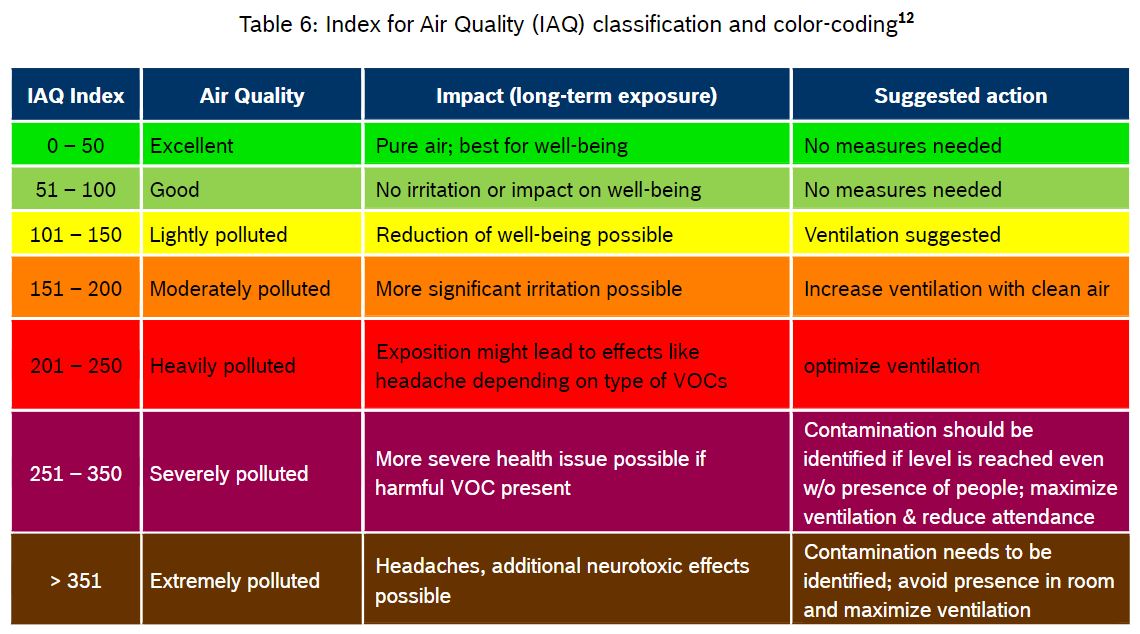 Table 6: Index for Air Quality (IAQ) classification and color-coding12
IAQ Index Air Quality Impact (long-term exposure) Suggested action
0 – 50 Excellent Pure air; best for well-being No measures needed
51 – 100 Good No irritation or impact on well-being No measures needed
101 – 150 Lightly polluted Reduction of well-being possible Ventilation suggested
151 – 200 Moderately polluted More significant irritation possible Increase ventilation with clean air
201 – 250 Heavily polluted
Exposition might lead to effects like
headache depending on type of VOCs
optimize ventilation
251 – 350 Severely polluted
More severe health issue possible if
harmful VOC present
Contamination should be
identified if level is reached even
w/o presence of people; maximize
ventilation & reduce attendance
> 351 Extremely polluted
Headaches, additional neurotoxic effects
possible
Contamination needs to be
identified; avoid presence in room
and maximize ventilation